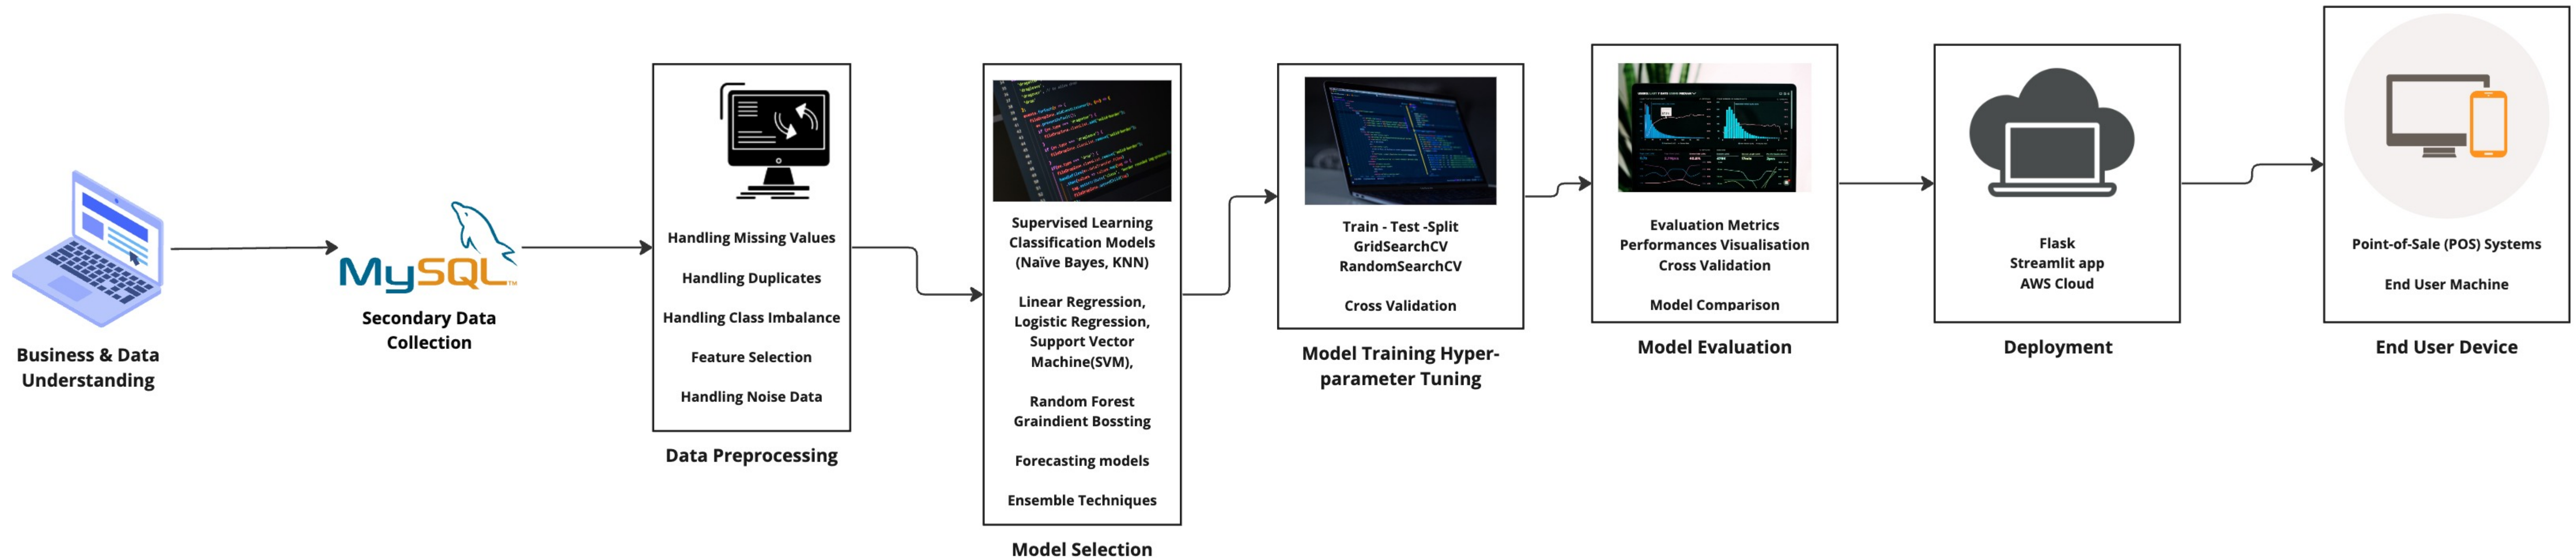 Business & Data
Understanding
MySQL
TM
Secondary Data
Collection
Handling Missing Values
Handling Duplicates
Handling Class Imbalance
Feature Selection
Handling Noise Data
Data Preprocessing
Supervised Learning
Classification Models
(Naïve Bayes, KNN)
Linear Regression,
Logistic Regression,
Support Vector
Machine(SVM),
Random Forest
Graindient Bossting
Forecasting models
Ensemble Techniques
Model Selection
Train - Test -Split
GridSearchCV
RandomSearchCV
Cross Validation
Model Training Hyper-
parameter Tuning
Evaluation Metrics
Performances Visualisation
Cross Validation
Model Comparison
Model Evaluation
Flask
Streamlit app
AWS Cloud
Deployment
Point-of-Sale (POS) Systems
End User Machine
End User Device